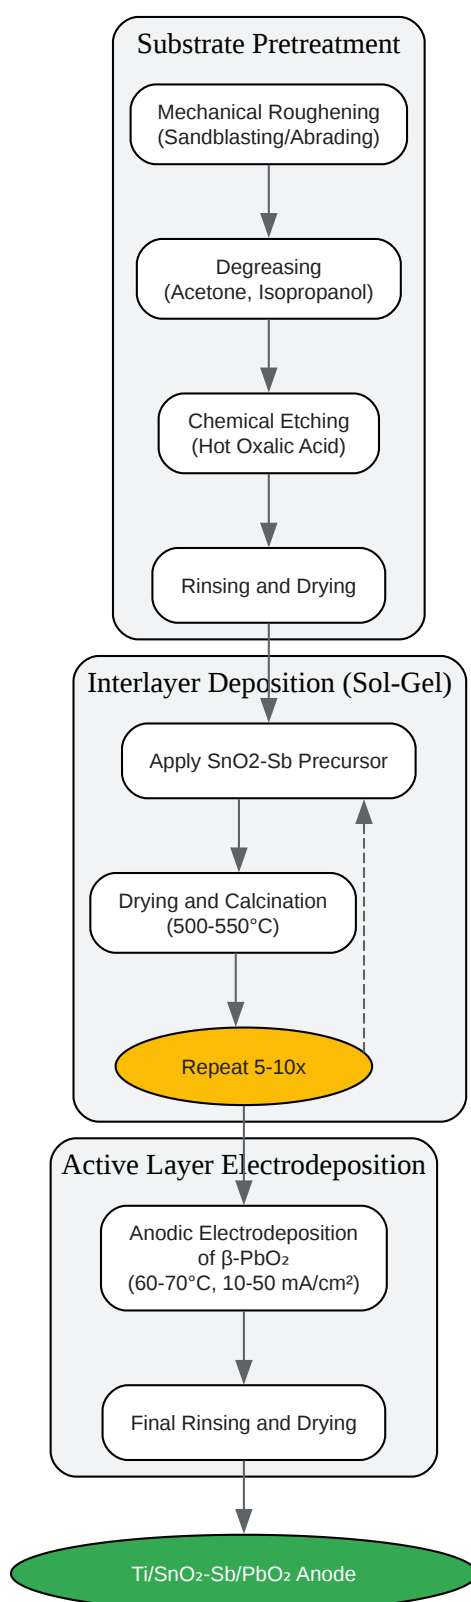 Substrate Pretreatment
Mechanical Roughening
(Sandblasting/Abrading)
Degreasing
(Acetone, Isopropanol)
Chemical Etching
(Hot Oxalic Acid)
Rinsing and Drying
Interlayer Deposition (Sol-Gel)
Apply SnO2-Sb Precursor
Drying and Calcination
(500-550°C)
Repeat 5-10x
Active Layer Electrodeposition
Anodic Electrodeposition
of β-PbO₂
(60-70°C, 10-50 mA/cm²)
Final Rinsing and Drying
Ti/SnO₂-Sb/PbO₂ Anode